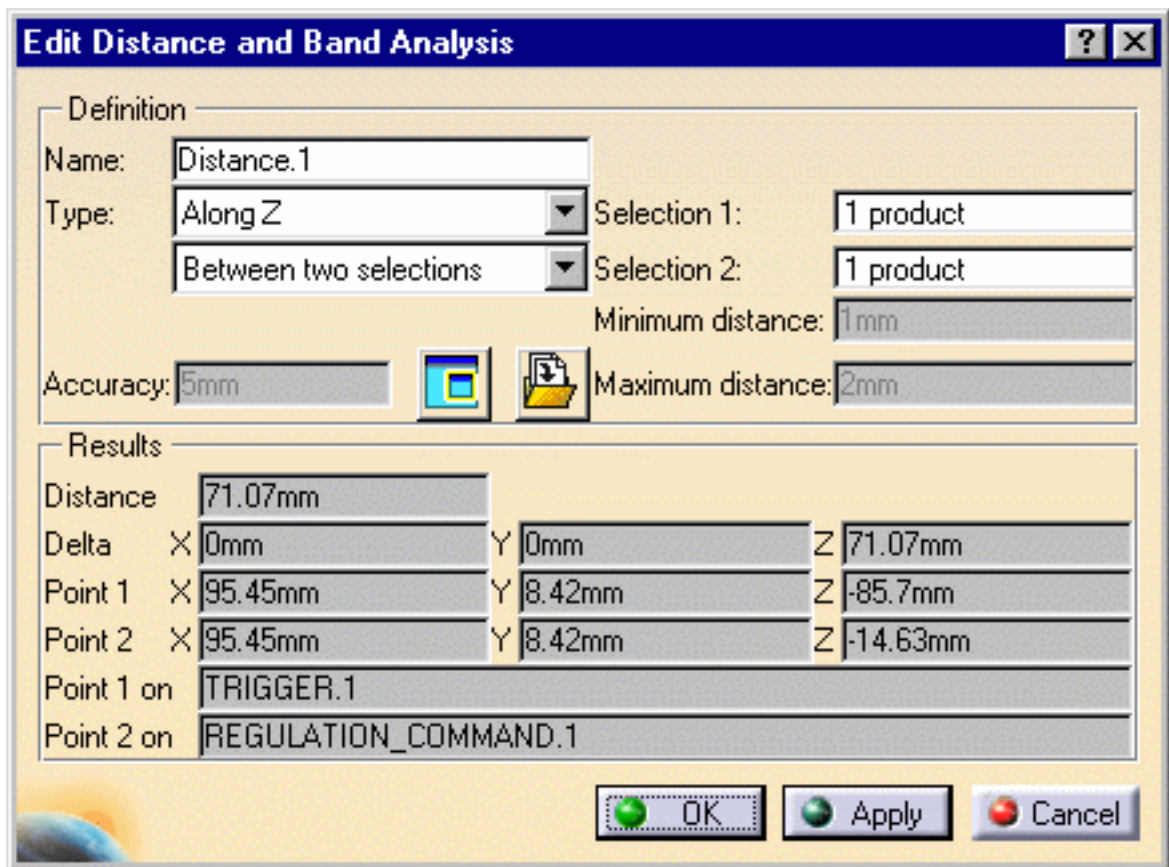 Edit Distance and Band Analysis
Definition
Name: Distance.1
Type: Along Z Selection 1: 1 product
Between two selections Selection 2: 1 product
Minimum distance: 1mm
Accuracy: 5mm Maximum distance: 2mm
Results
Distance 71.07mm
Delta X 0mm Y 0mm Z 71.07mm
Point 1 X 95.45mm Y 8.42mm Z -85.7mm
Point 2 X 95.45mm Y 8.42mm Z -14.63mm
Point 1 on TRIGGER.1
Point 2 on REGULATION_COMMAND.1
OK Apply Cancel